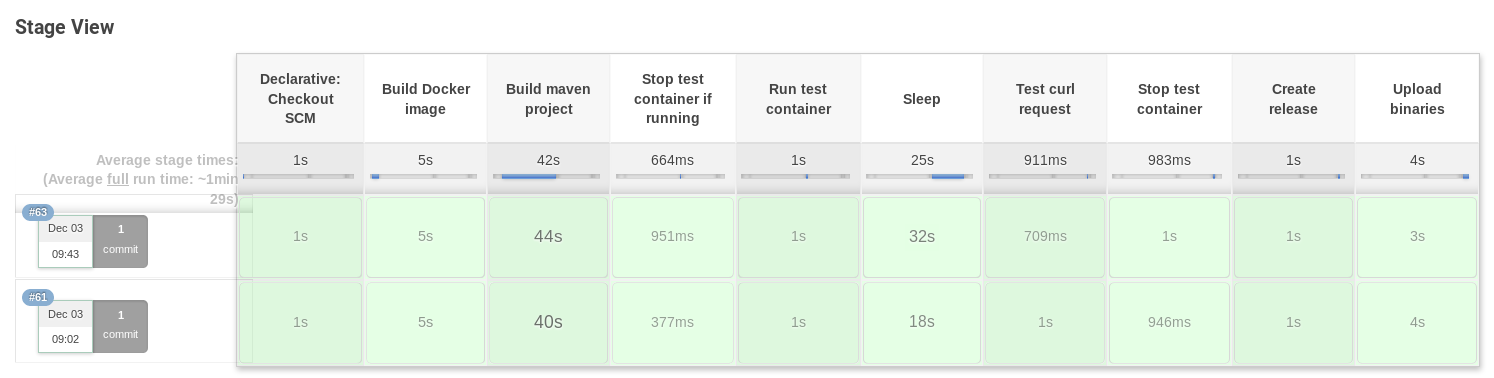 Stage View
Declarative:
Checkout
SCM
Build Docker
image
Build maven
project
Stop test
container if
running
Run test
container
Sleep
Test curl
request
Stop test
container
Create
release
Upload
binaries
Average stage times:
(Average full run time: ~1min
29s)
1s
5s
42s
664ms
1s
25s
911ms
983ms
1s
4s
#63
Dec 03
09:43
1
commit
1s
5s
44s
951ms
1s
32s
709ms
1s
1s
3s
#61
Dec 03
09:02
1
commit
1s
5s
40s
377ms
1s
18s
1s
946ms
1s
4s